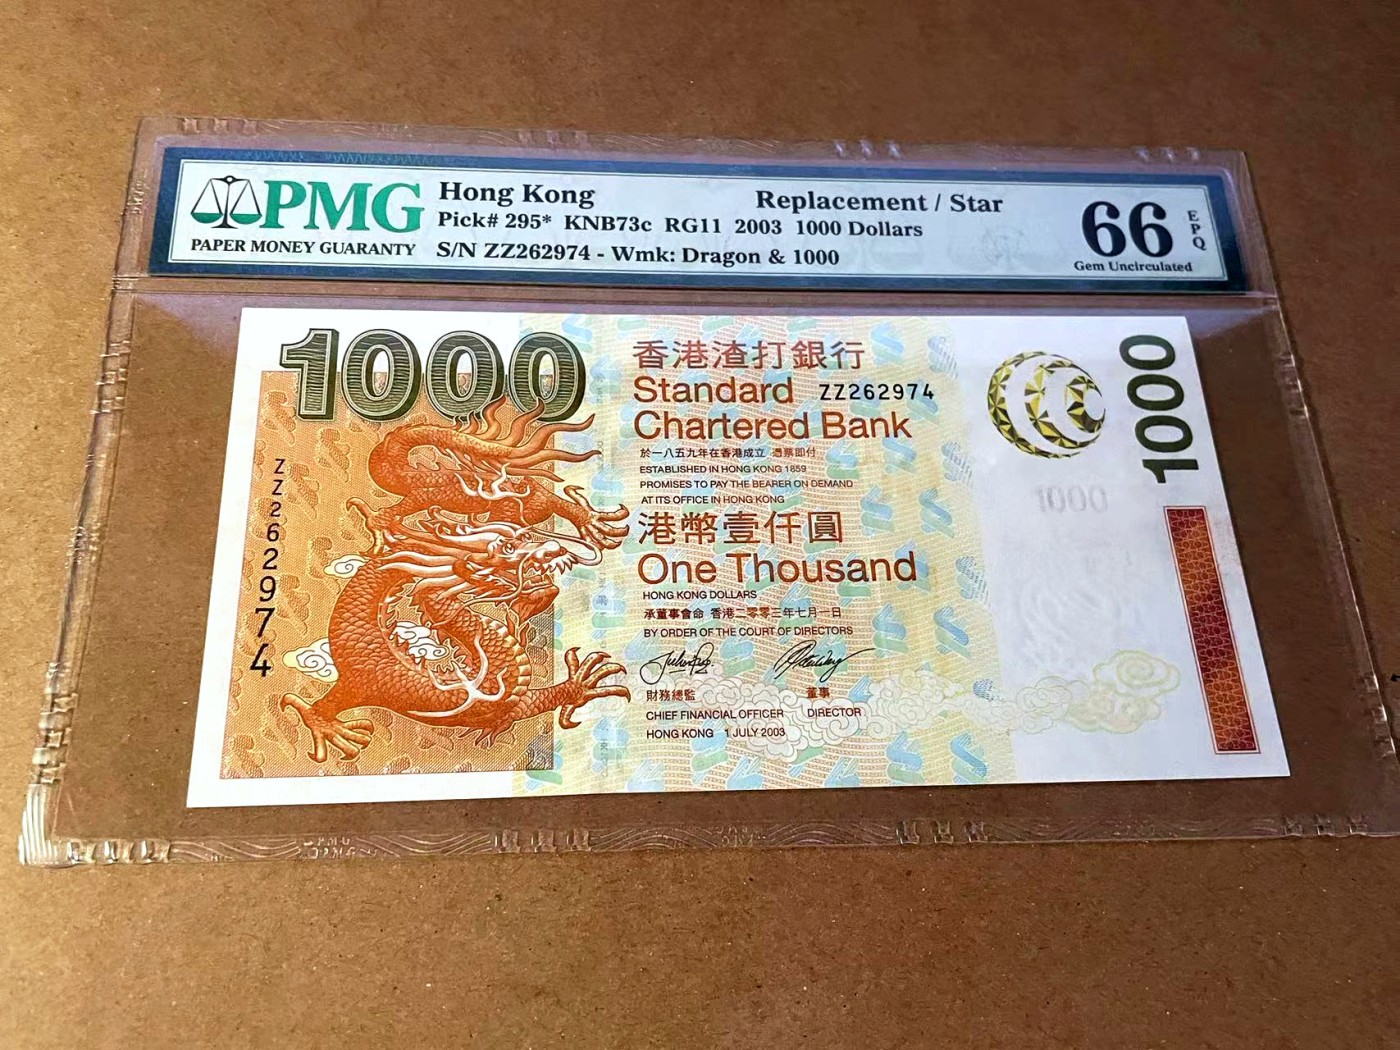 PMG
PAPER MONEY GUARANTY
Hong Kong
Replacement / Star
Pick# 295* KNB73c RG11 2003 1000 Dollars
S/N ZZ262974 - Wmk: Dragon & 1000
66
EPQ
Gem Uncirculated
1000
香港渣打銀行
Standard
ZZ262974
Chartered Bank
於一八五九年在香港成立 憑票即付
ESTABLISHED IN HONG KONG 1859
PROMISES TO PAY THE BEARER ON DEMAND
AT ITS OFFICE IN HONG KONG
港幣壹仟圓
One Thousand
HONG KONG DOLLARS
承董事會命 香港二零零三年七月一日
BY ORDER OF THE COURT OF DIRECTORS
財務總監
董事
CHIEF FINANCIAL OFFICER
DIRECTOR
HONG KONG 1 JULY 2003
ZZ262974
1000
1000